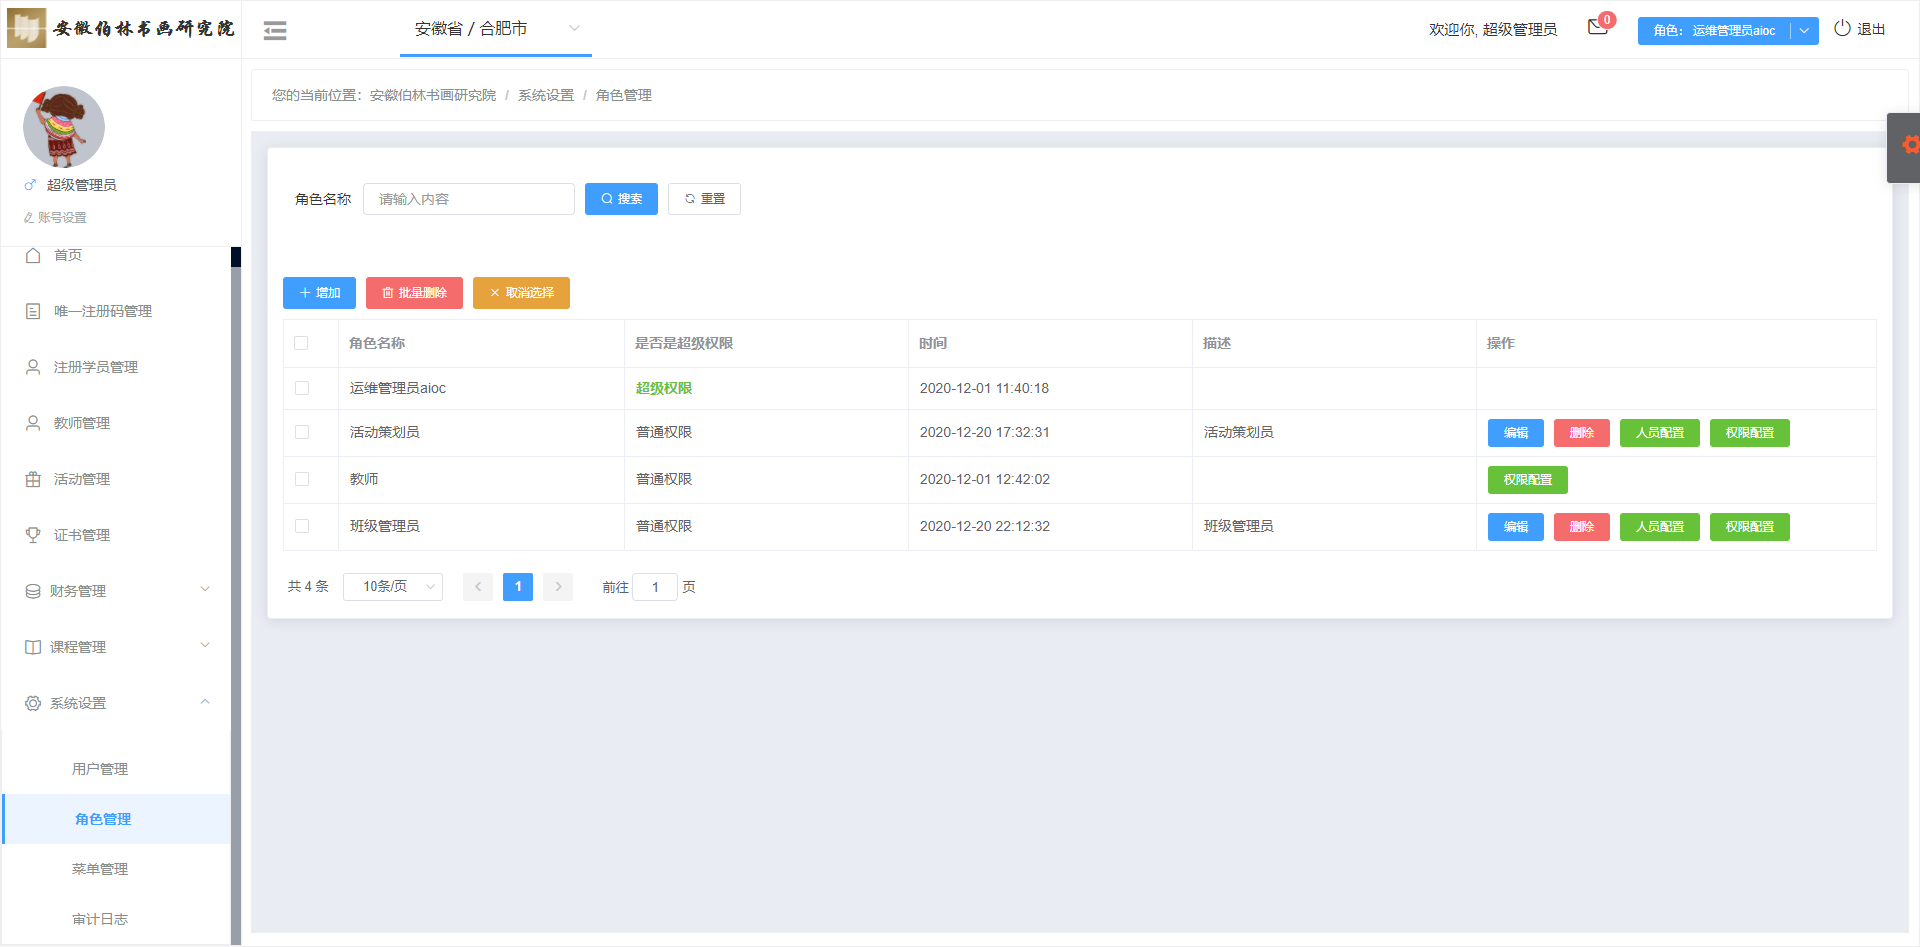 安徽伯林书画研究院
安徽省 / 合肥市
欢迎你, 超级管理员
0
角色：运维管理员aioc
退出
超级管理员
账号设置
首页
唯一注册码管理
注册学员管理
教师管理
活动管理
证书管理
财务管理
课程管理
系统设置
用户管理
角色管理
菜单管理
审计日志
您的当前位置：安徽伯林书画研究院 / 系统设置 / 角色管理
角色名称 请输入内容 搜索 重置
增加 批量删除 取消选择
角色名称 是否是超级权限 时间 描述 操作
运维管理员aioc 超级权限 2020-12-01 11:40:18
活动策划员 普通权限 2020-12-20 17:32:31 活动策划员 编辑 删除 人员配置 权限配置
教师 普通权限 2020-12-01 12:42:02 权限配置
班级管理员 普通权限 2020-12-20 22:12:32 班级管理员 编辑 删除 人员配置 权限配置
共 4 条 10条/页 1 前往 1 页